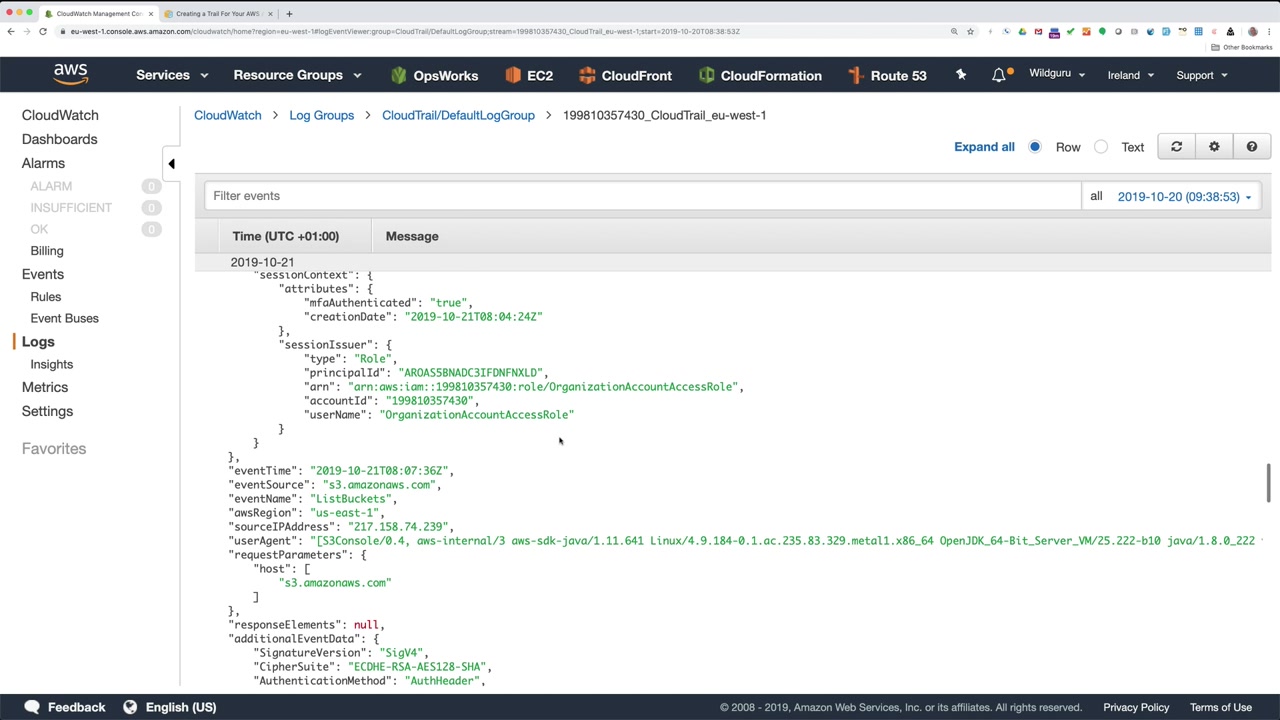 CloudWatch Management Con
Creating a Trail For Your AWS
eu-west-1.console.aws.amazon.com/cloudwatch/home?region=eu-west-1#logEventViewer:group=CloudTrail/DefaultLogGroup;stream=199810357430_CloudTrail_eu-west-1;start=2019-10-20T08:38:53Z
Other Bookmarks
aws Services Resource Groups OpsWorks EC2 CloudFront CloudFormation Route 53 Wildguru Ireland Support
CloudWatch
Dashboards
Alarms
ALARM 0
INSUFFICIENT 0
OK 0
Billing
Events
Rules
Event Buses
Logs
Insights
Metrics
Settings
Favorites
CloudWatch > Log Groups > CloudTrail/DefaultLogGroup > 199810357430_CloudTrail_eu-west-1
Expand all Row Text
Filter events all 2019-10-20 (09:38:53)
Time (UTC +01:00) Message
2019-10-21
"sessionContext": {
"attributes": {
"mfaAuthenticated": "true",
"creationDate": "2019-10-21T08:04:24Z"
},
"sessionIssuer": {
"type": "Role",
"principalId": "AROAS5BNADC3IFDNFNXLD",
"arn": "arn:aws:iam::199810357430:role/OrganizationAccountAccessRole",
"accountId": "199810357430",
"userName": "OrganizationAccountAccessRole"
}
}
},
"eventTime": "2019-10-21T08:07:36Z",
"eventSource": "s3.amazonaws.com",
"eventName": "ListBuckets",
"awsRegion": "us-east-1",
"sourceIPAddress": "217.158.74.239",
"userAgent": "[S3Console/0.4, aws-internal/3 aws-sdk-java/1.11.641 Linux/4.9.184-0.1.ac.235.83.329.metal1.x86_64 OpenJDK_64-Bit_Server_VM/25.222-b10 java/1.8.0_222
"requestParameters": {
"host": [
"s3.amazonaws.com"
]
},
"responseElements": null,
"additionalEventData": {
"SignatureVersion": "SigV4",
"CipherSuite": "ECDHE-RSA-AES128-SHA",
"AuthenticationMethod": "AuthHeader",
Feedback English (US) © 2008 - 2019, Amazon Web Services, Inc. or its affiliates. All rights reserved. Privacy Policy Terms of Use